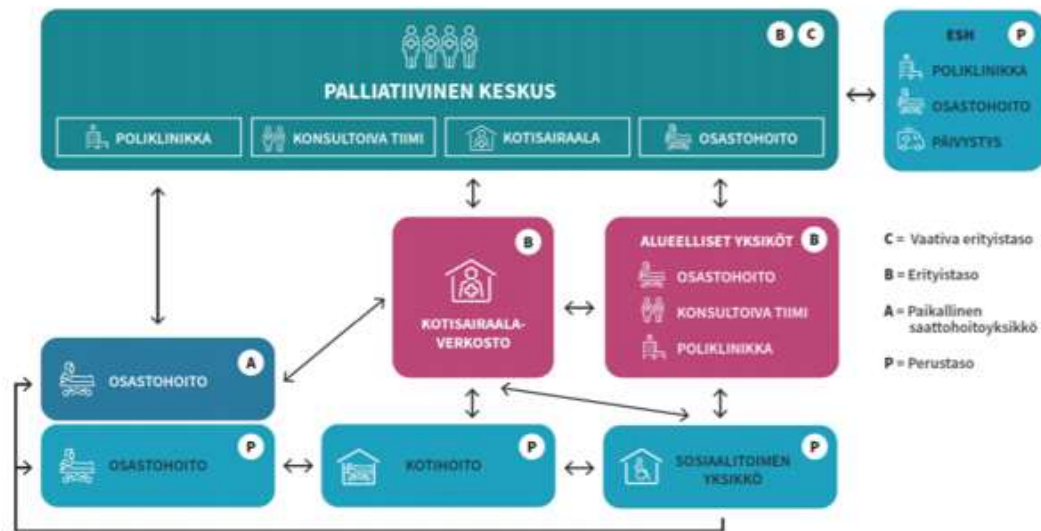 B C
PALLIATIIVINEN KESKUS
POLIKLINIKKA
KONSULTOIVA TIIMI
KOTISAIRAALA
OSASTOHOITO
ESH P
POLIKLINIKKA
OSASTOHOITO
PÄIVYSTYS
B
KOTISAIRAALA-
VERKOSTO
ALUEELLISET YKSIKÖT B
OSASTOHOITO
KONSULTOIVA TIIMI
POLIKLINIKKA
C = Vaativa erityistaso
B = Erityistaso
A = Paikallinen
saattohoitoyksikkö
P = Perustaso
A
OSASTOHOITO
P
OSASTOHOITO
P
KOTIHOITO
P
SOSIAALITOIMEN
YKSIKKÖ